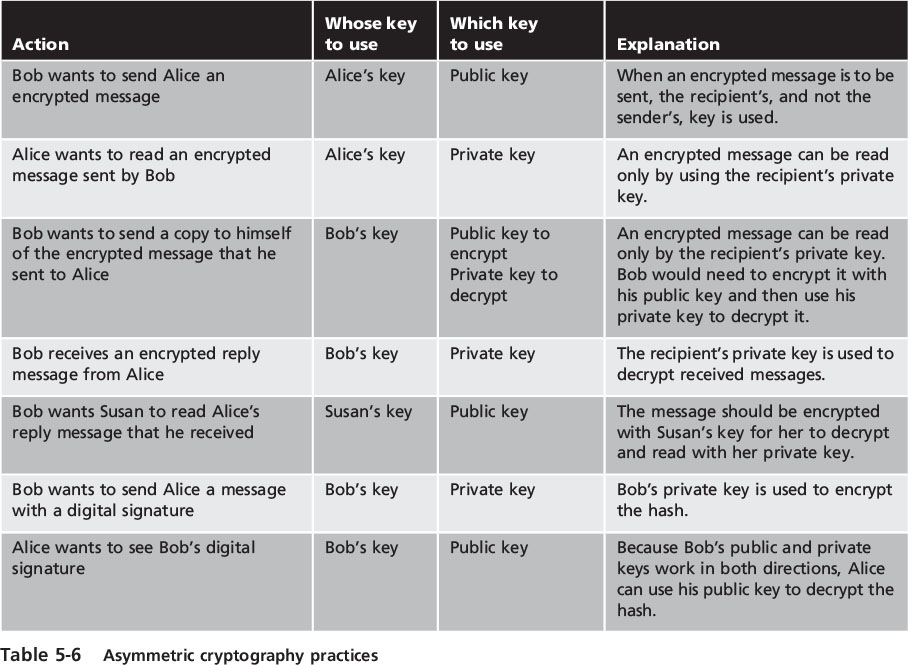 Action
Whose key
to use
Which key
to use
Explanation
Bob wants to send Alice an
encrypted message
Alice’s key
Public key
When an encrypted message is to be
sent, the recipient’s, and not the
sender’s, key is used.
Alice wants to read an encrypted
message sent by Bob
Alice’s key
Private key
An encrypted message can be read
only by using the recipient’s private
key.
Bob wants to send a copy to himself
of the encrypted message that he
sent to Alice
Bob’s key
Public key to
encrypt
Private key to
decrypt
An encrypted message can be read
only by the recipient’s private key.
Bob would need to encrypt it with
his public key and then use his
private key to decrypt it.
Bob receives an encrypted reply
message from Alice
Bob’s key
Private key
The recipient’s private key is used to
decrypt received messages.
Bob wants Susan to read Alice’s
reply message that he received
Susan’s key
Public key
The message should be encrypted
with Susan’s key for her to decrypt
and read with her private key.
Bob wants to send Alice a message
with a digital signature
Bob’s key
Private key
Bob’s private key is used to encrypt
the hash.
Alice wants to see Bob’s digital
signature
Bob’s key
Public key
Because Bob’s public and private
keys work in both directions, Alice
can use his public key to decrypt the
hash.
Table 5-6 Asymmetric cryptography practices